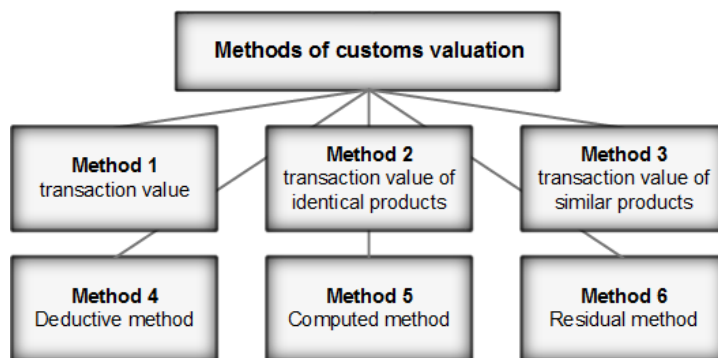 Methods of customs valuation
Method 1
transaction value
Method 2
transaction value of
identical products
Method 3
transaction value of
similar products
Method 4
Deductive method
Method 5
Computed method
Method 6
Residual method